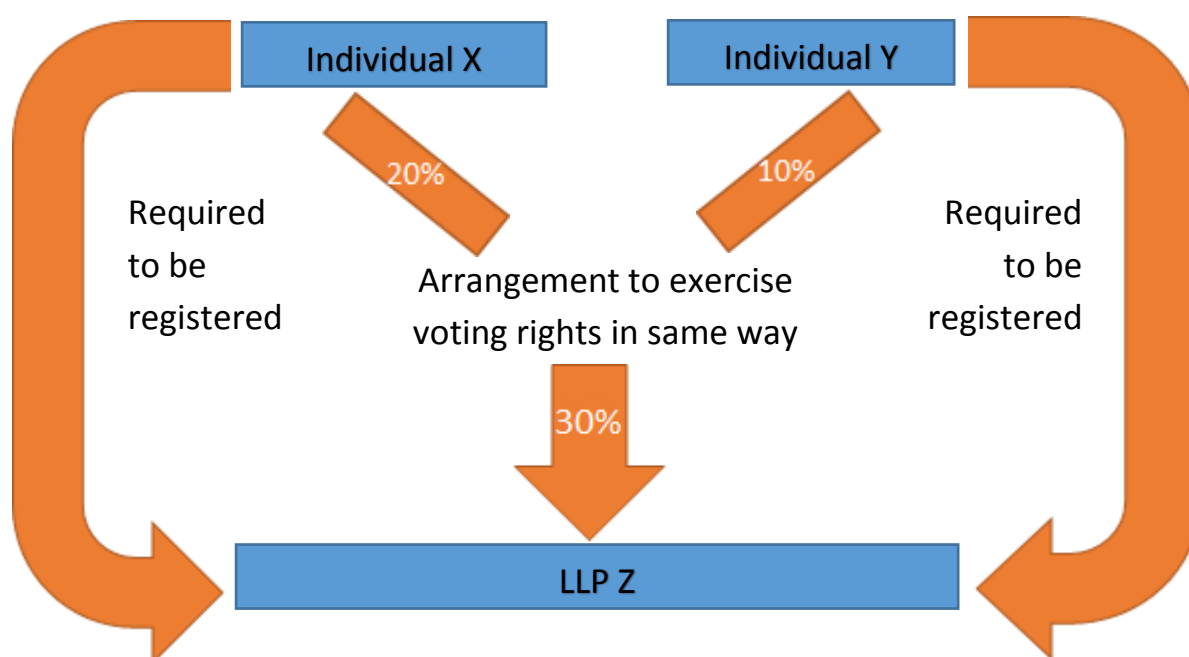 Individual X
Individual Y
20%
10%
Required
to be
registered
Required
to be
registered
Arrangement to exercise
voting rights in same way
30%
LLP Z